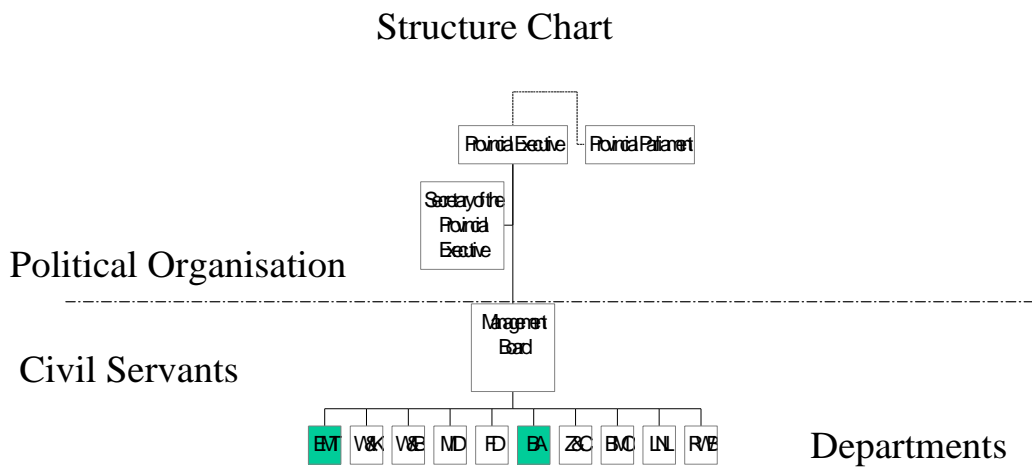 Structure Chart
Provincial Executive
Provincial Parliament
Secretary of the
Provincial
Executive
Political Organisation
Management
Board
Civil Servants
EMT W&K W&B MD FD BA Z&C BMC LNL RWB
Departments